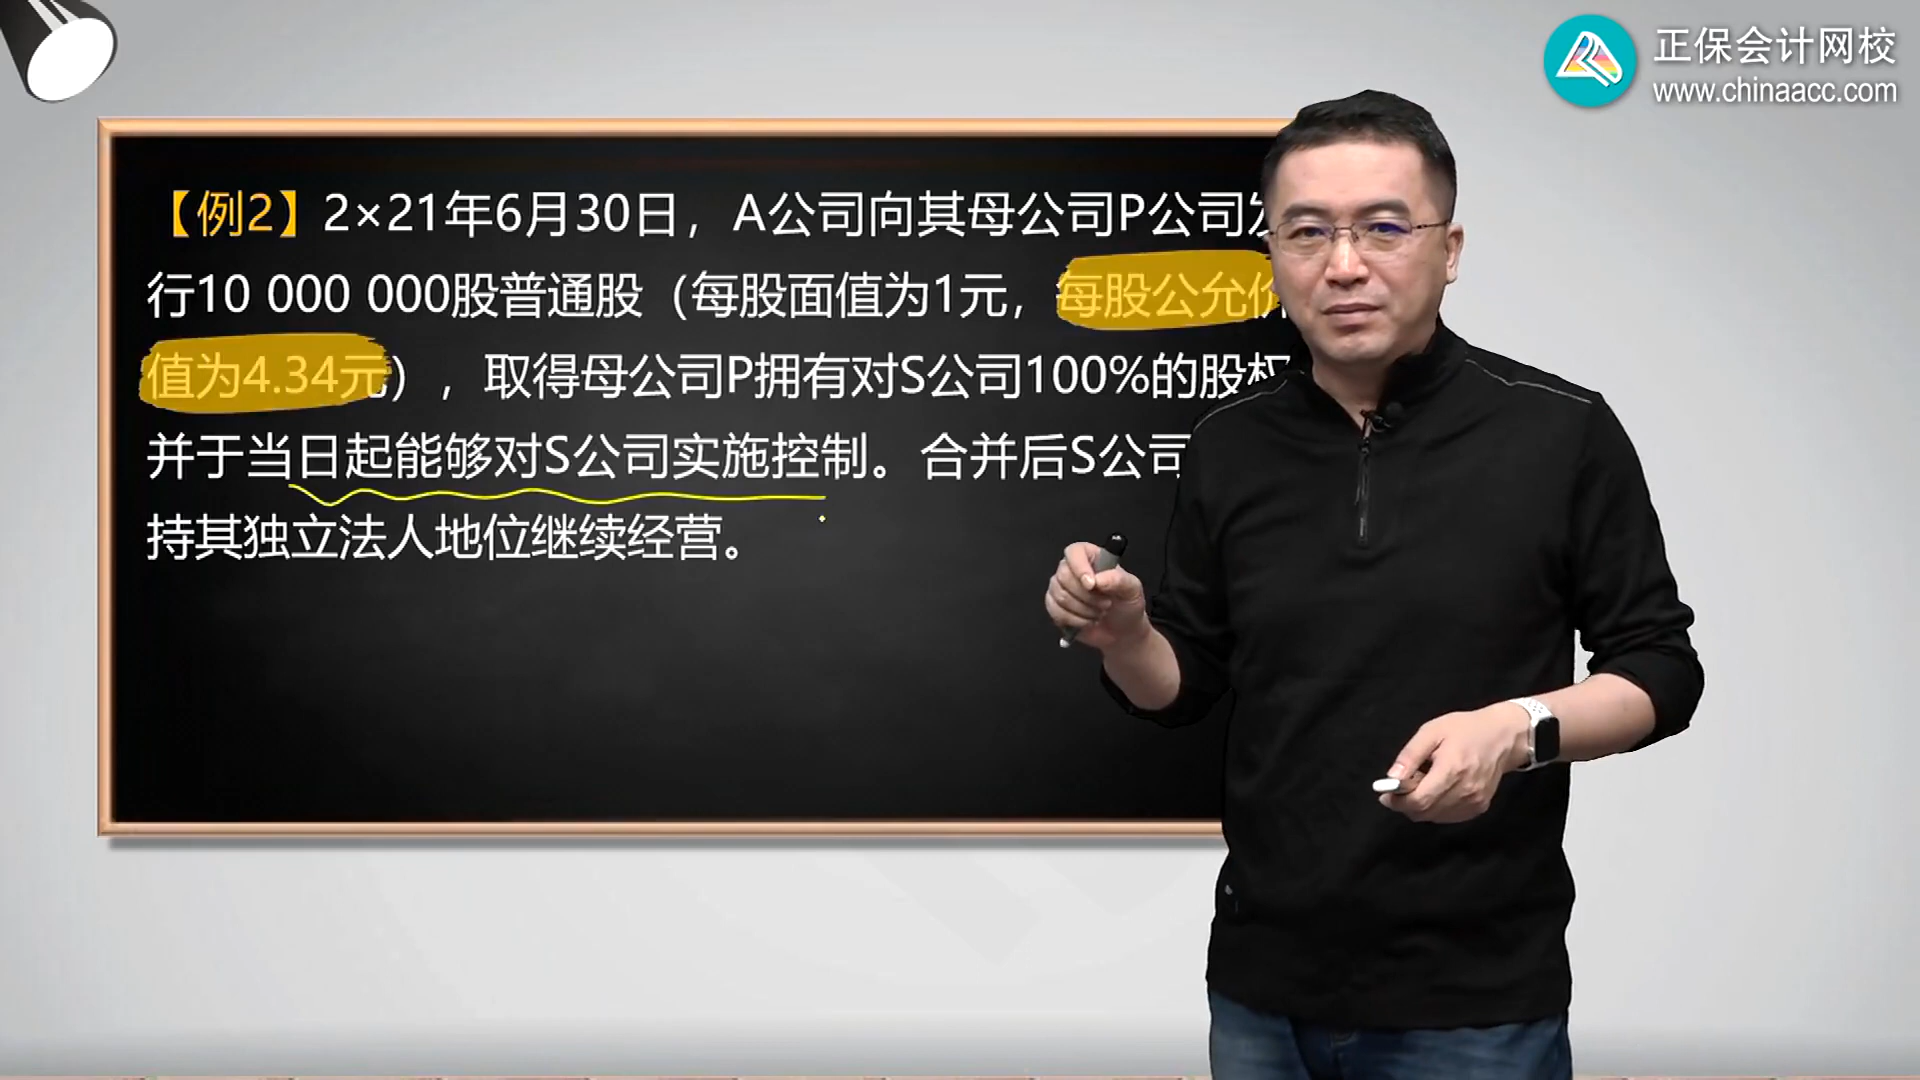 正保会计网校
www.chinaacc.com
【例2】2×21年6月30日，A公司向其母公司P公司发
行10 000 000股普通股（每股面值为1元，每股公允价
值为4.34元），取得母公司P拥有对S公司100%的股权
并于当日起能够对S公司实施控制。合并后S公司
持其独立法人地位继续经营。